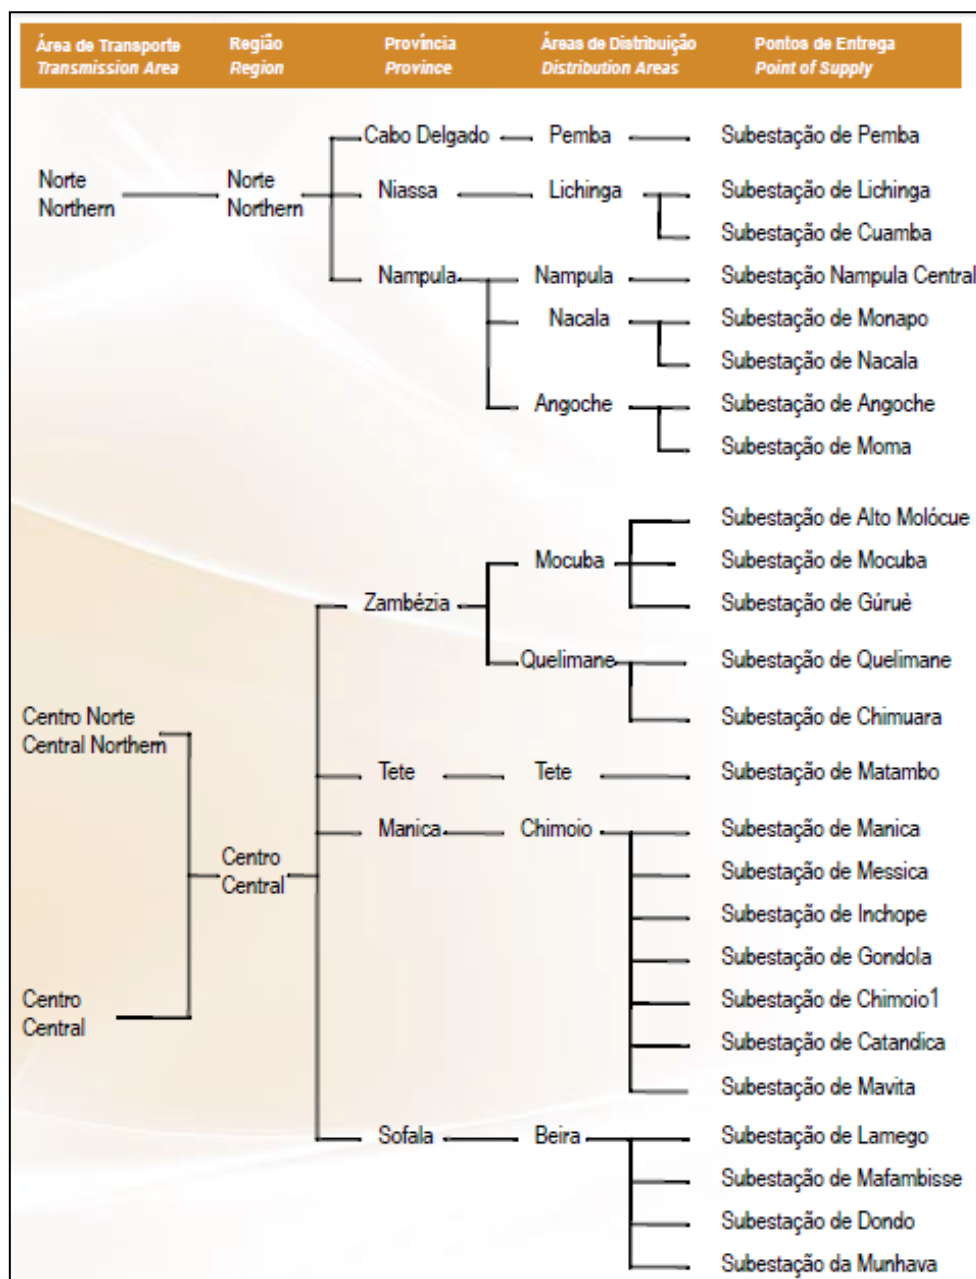 Área de Transporte
Transmission Area
Região
Region
Província
Province
Áreas de Distribuição
Distribution Areas
Pontos de Entrega
Point of Supply
Norte
Northern
Norte
Northern
Cabo Delgado
Pemba
Subestação de Pemba
Niassa
Lichinga
Subestação de Lichinga
Subestação de Cuamba
Nampula
Nampula
Subestação Nampula Central
Nacala
Subestação de Monapo
Subestação de Nacala
Angoche
Subestação de Angoche
Subestação de Moma
Centro Norte
Central Northern
Centro
Central
Centro
Central
Zambézia
Mocuba
Subestação de Alto Molócue
Subestação de Mocuba
Subestação de Gúruè
Quelimane
Subestação de Quelimane
Subestação de Chimuara
Tete
Tete
Subestação de Matambo
Manica
Chimoio
Subestação de Manica
Subestação de Messica
Subestação de Inchope
Subestação de Gondola
Subestação de Chimoio1
Subestação de Catandica
Subestação de Mavita
Sofala
Beira
Subestação de Lamego
Subestação de Mafambisse
Subestação de Dondo
Subestação da Munhava